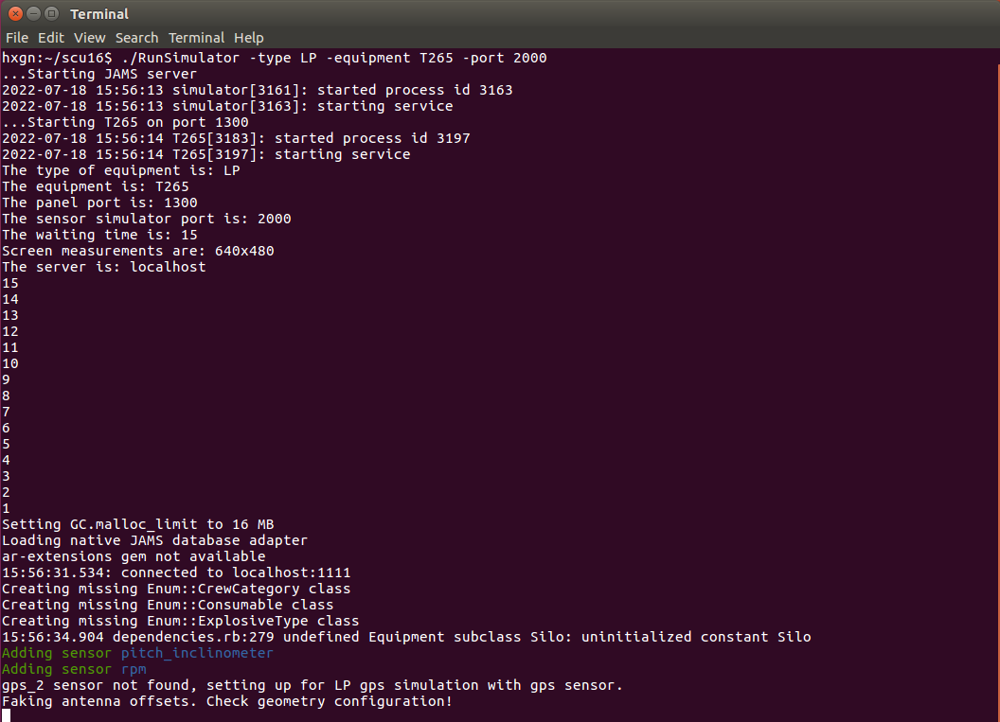 Terminal
File Edit View Search Terminal Help
hxgn:~/scu16$ ./RunSimulator -type LP -equipment T265 -port 2000
...Starting JAMS server
2022-07-18 15:56:13 simulator[3161]: started process id 3163
2022-07-18 15:56:13 simulator[3163]: starting service
...Starting T265 on port 1300
2022-07-18 15:56:14 T265[3183]: started process id 3197
2022-07-18 15:56:14 T265[3197]: starting service
The type of equipment is: LP
The equipment is: T265
The panel port is: 1300
The sensor simulator port is: 2000
The waiting time is: 15
Screen measurements are: 640x480
The server is: localhost
15
14
13
12
11
10
9
8
7
6
5
4
3
2
1
Setting GC.malloc_limit to 16 MB
Loading native JAMS database adapter
ar-extensions gem not available
15:56:31.534: connected to localhost:1111
Creating missing Enum::CrewCategory class
Creating missing Enum::Consumable class
Creating missing Enum::ExplosiveType class
15:56:34.904 dependencies.rb:279 undefined Equipment subclass Silo: uninitialized constant Silo
Adding sensor pitch_inclinometer
Adding sensor rpm
gps_2 sensor not found, setting up for LP gps simulation with gps sensor.
Faking antenna offsets. Check geometry configuration!